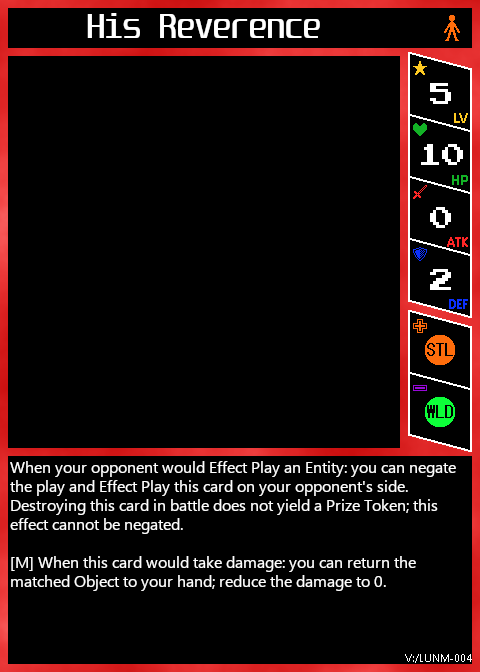 His Reverence
5
LV
10
HP
0
ATK
2
DEF
STL
WLD
When your opponent would Effect Play an Entity: you can negate
the play and Effect Play this card on your opponent's side.
Destroying this card in battle does not yield a Prize Token; this
effect cannot be negated.
[M] When this card would take damage: you can return the
matched Object to your hand; reduce the damage to 0.
V:/LUNM-004